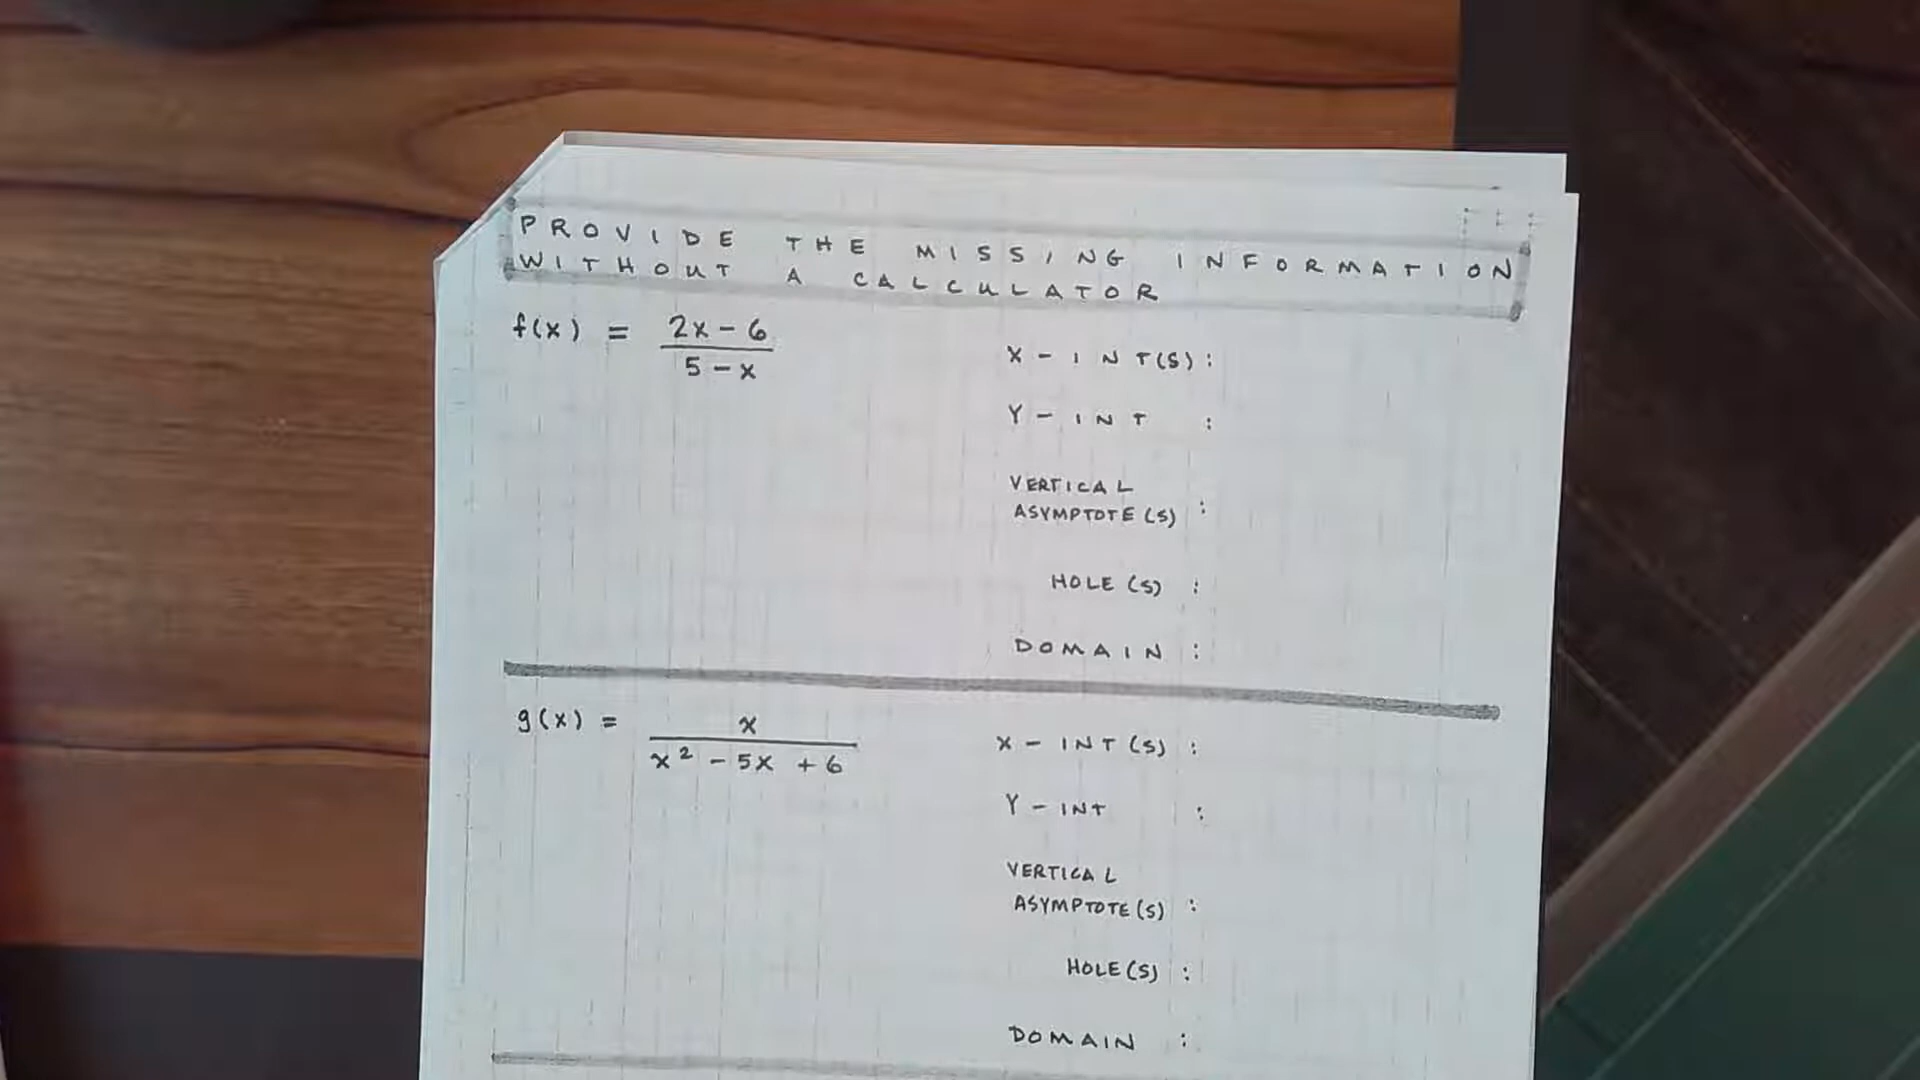 PROVIDE THE MISSING INFORMATION
WITHOUT A CALCULATOR
f(x) = 2x - 6
5 - x
X - INT(S) :
Y - INT :
VERTICAL
ASYMPTOTE (S) :
HOLE (S) :
DOMAIN :
g(x) = x
x² - 5x + 6
X - INT (S) :
Y - INT :
VERTICAL
ASYMPTOTE (S) :
HOLE (S) :
DOMAIN :